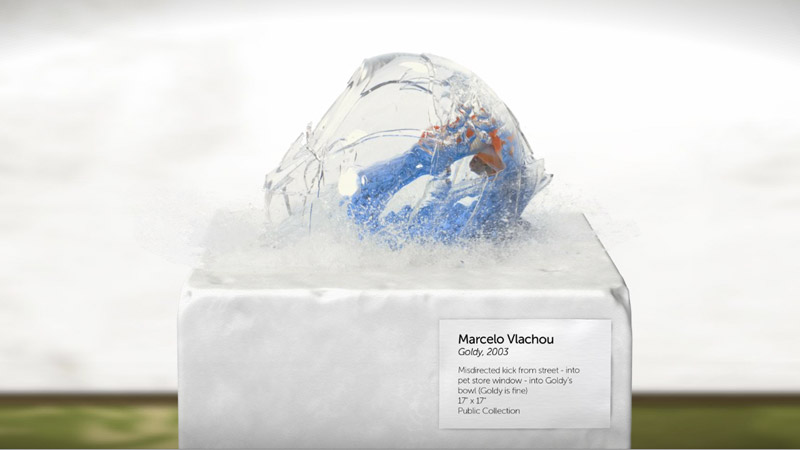 Marcelo Vlachou
Goldy, 2003
Misdirected kick from street - into
pet store window - into Goldy's
bowl (Goldy is fine)
17" x 17"
Public Collection